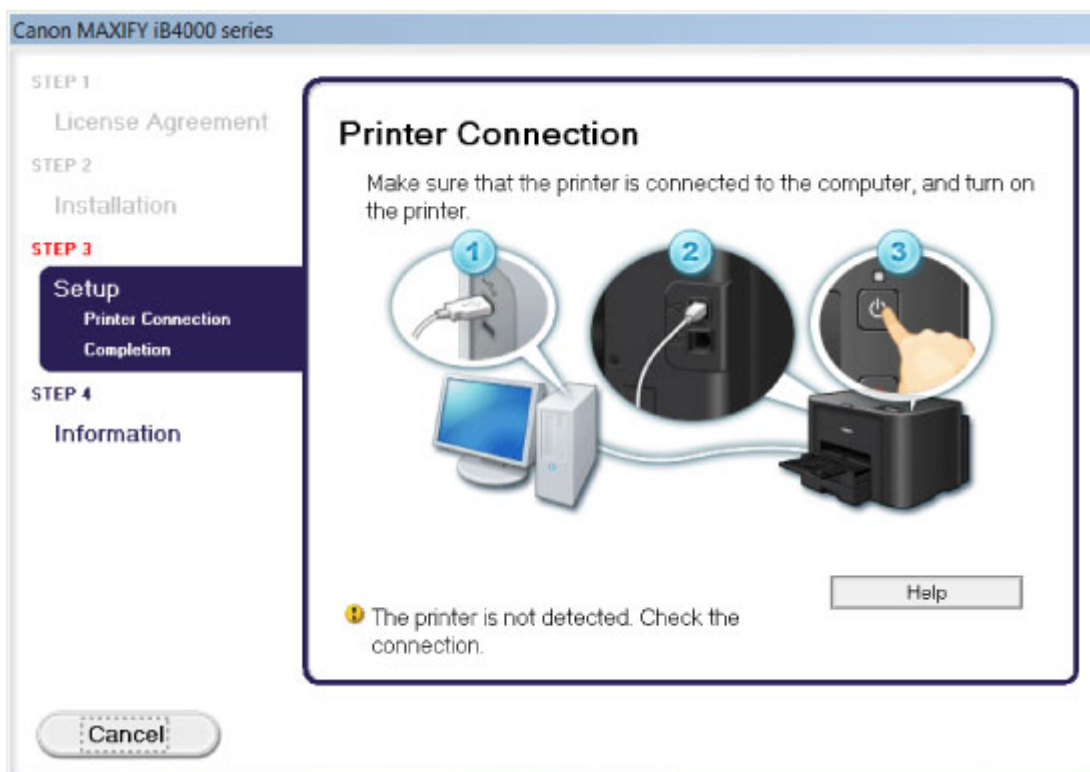 Canon MAXIFY iB4000 series
STEP 1
License Agreement
STEP 2
Installation
STEP 3
Setup
Printer Connection
Completion
STEP 4
Information
Printer Connection
Make sure that the printer is connected to the computer, and turn on
the printer.
1
2
3
Help
The printer is not detected. Check the
connection.
Cancel